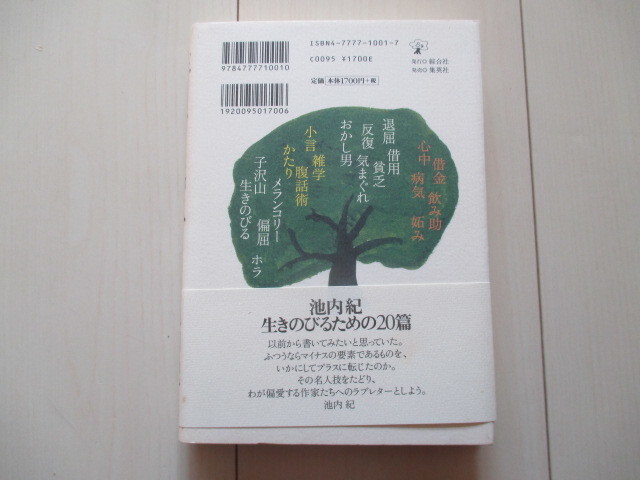 ISBN4-7777-1001-7
C0095 ¥1700E
定価 本体1700円+税
発行◎ 綜合社
発売◎ 集英社
9784777710010
1920095017006
借金 飲み助
心中 病気 妬み
退屈 借用
反復 貧乏
おかし男 気まぐれ
小言 雑学
かたり 腹話術
メランコリー
子沢山 偏屈
生きのびる ホラ
池内紀
生きのびるための20篇
以前から書いてみたいと思っていた。
ふつうならマイナスの要素であるものを、
いかにしてプラスに転じたのか。
その名人技をたどり、
わが偏愛する作家たちへのラブレターとしよう。
池内 紀